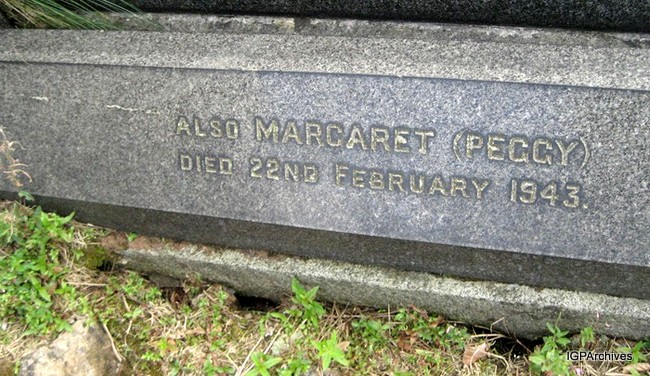 ALSO MARGARET (PEGGY)
DIED 22ND FEBRUARY 1943.
IGPArchives